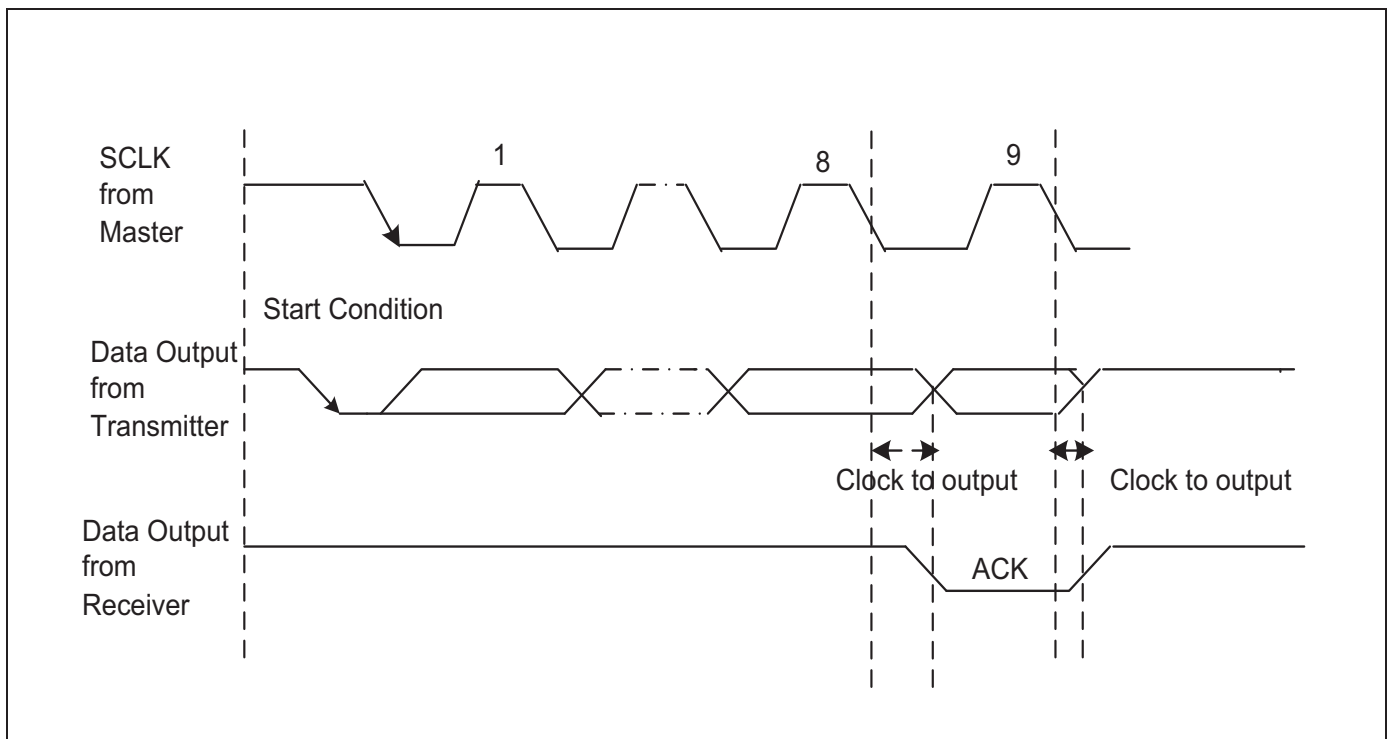 SCLK
from
Master
1
8
9
Start Condition
Data Output
from
Transmitter
Clock to output
Clock to output
Data Output
from
Receiver
ACK